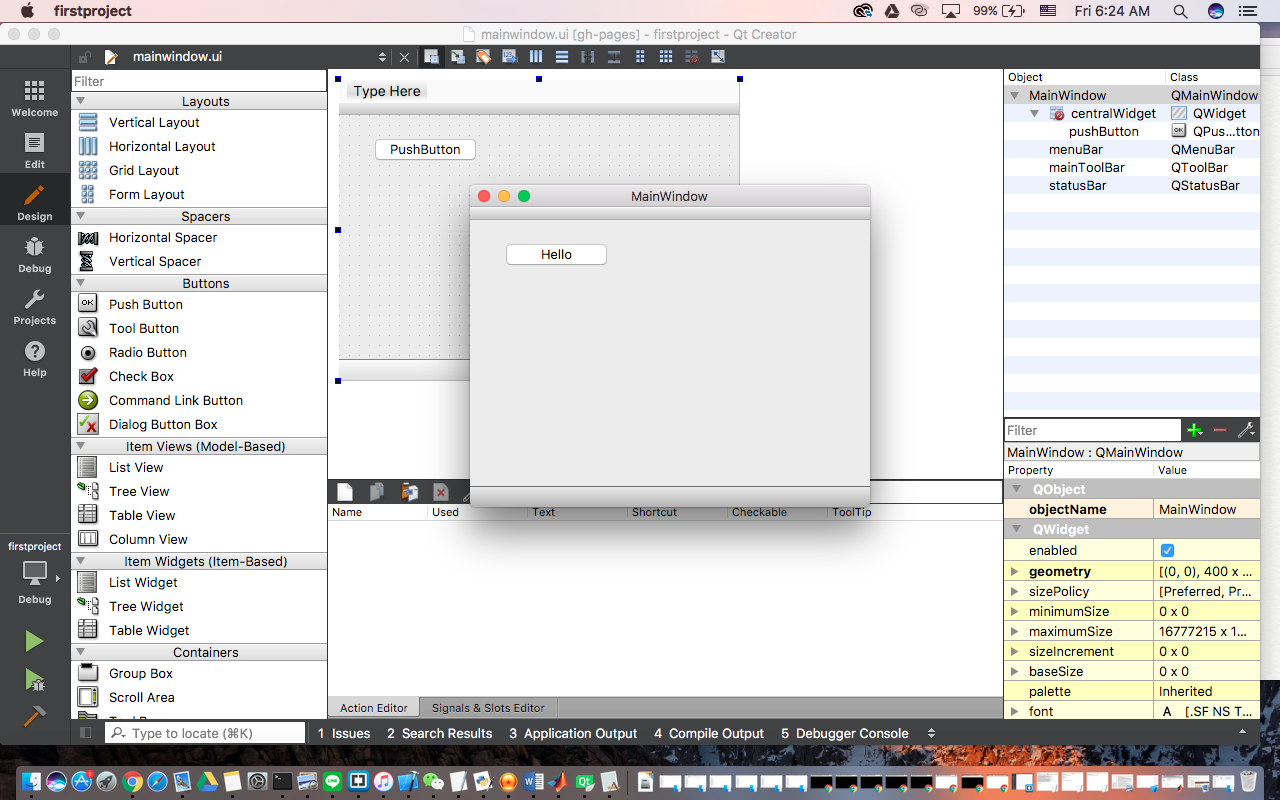 firstproject
99%
Fri 6:24 AM
mainwindow.ui [gh-pages] - firstproject - Qt Creator
mainwindow.ui
Welcome
Edit
Design
Debug
Projects
Help
firstproject
Debug
Filter
Layouts
Vertical Layout
Horizontal Layout
Grid Layout
Form Layout
Spacers
Horizontal Spacer
Vertical Spacer
Buttons
Push Button
Tool Button
Radio Button
Check Box
Command Link Button
Dialog Button Box
Item Views (Model-Based)
List View
Tree View
Table View
Column View
Item Widgets (Item-Based)
List Widget
Tree Widget
Table Widget
Containers
Group Box
Scroll Area
Type Here
PushButton
MainWindow
Hello
Name Used Text Shortcut Checkable ToolTip
Action Editor Signals & Slots Editor
Object Class
MainWindow QMainWindow
centralWidget QWidget
pushButton QPus...tton
menuBar QMenuBar
mainToolBar QToolBar
statusBar QStatusBar
Filter
MainWindow : QMainWindow
Property Value
QObject
objectName MainWindow
QWidget
enabled
geometry [(0, 0), 400 x ...
sizePolicy [Preferred, Pr...
minimumSize 0 x 0
maximumSize 16777215 x 1...
sizeIncrement 0 x 0
baseSize 0 x 0
palette Inherited
font A [.SF NS T...
Type to locate (⌘K)
1 Issues 2 Search Results 3 Application Output 4 Compile Output 5 Debugger Console